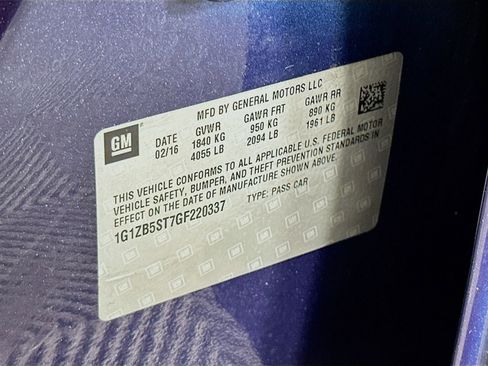 MFD BY GENERAL MOTORS LLC
GM
DATE GVWR GAWR FRT GAWR RR
02/16 1840 KG 950 KG 890 KG
4055 LB 2094 LB 1961 LB
THIS VEHICLE CONFORMS TO ALL APPLICABLE U.S. FEDERAL MOTOR
VEHICLE SAFETY, BUMPER, AND THEFT PREVENTION STANDARDS IN
EFFECT ON THE DATE OF MANUFACTURE SHOWN ABOVE.
1G1ZB5ST7GF220337 TYPE: PASS CAR